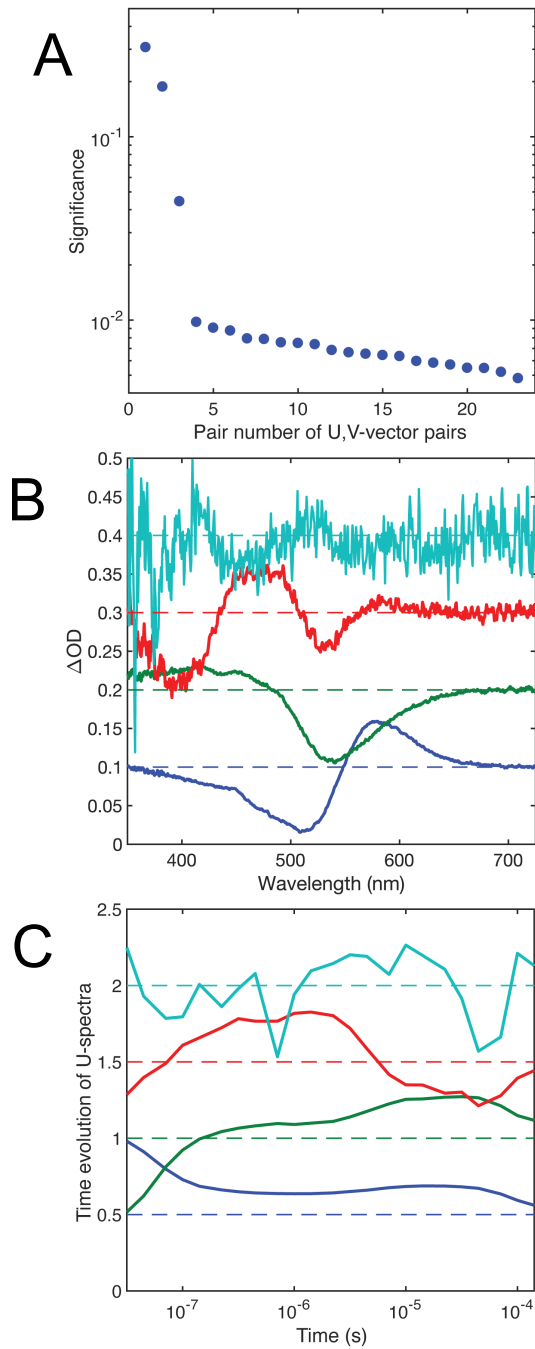 A
Significance
10-1
10-2
0 5 10 15 20
Pair number of U,V-vector pairs
B
ΔOD
0.5
0.45
0.4
0.35
0.3
0.25
0.2
0.15
0.1
0.05
0
400 500 600 700
Wavelength (nm)
C
Time evolution of U-spectra
2.5
2
1.5
1
0.5
0
10-7 10-6 10-5 10-4
Time (s)